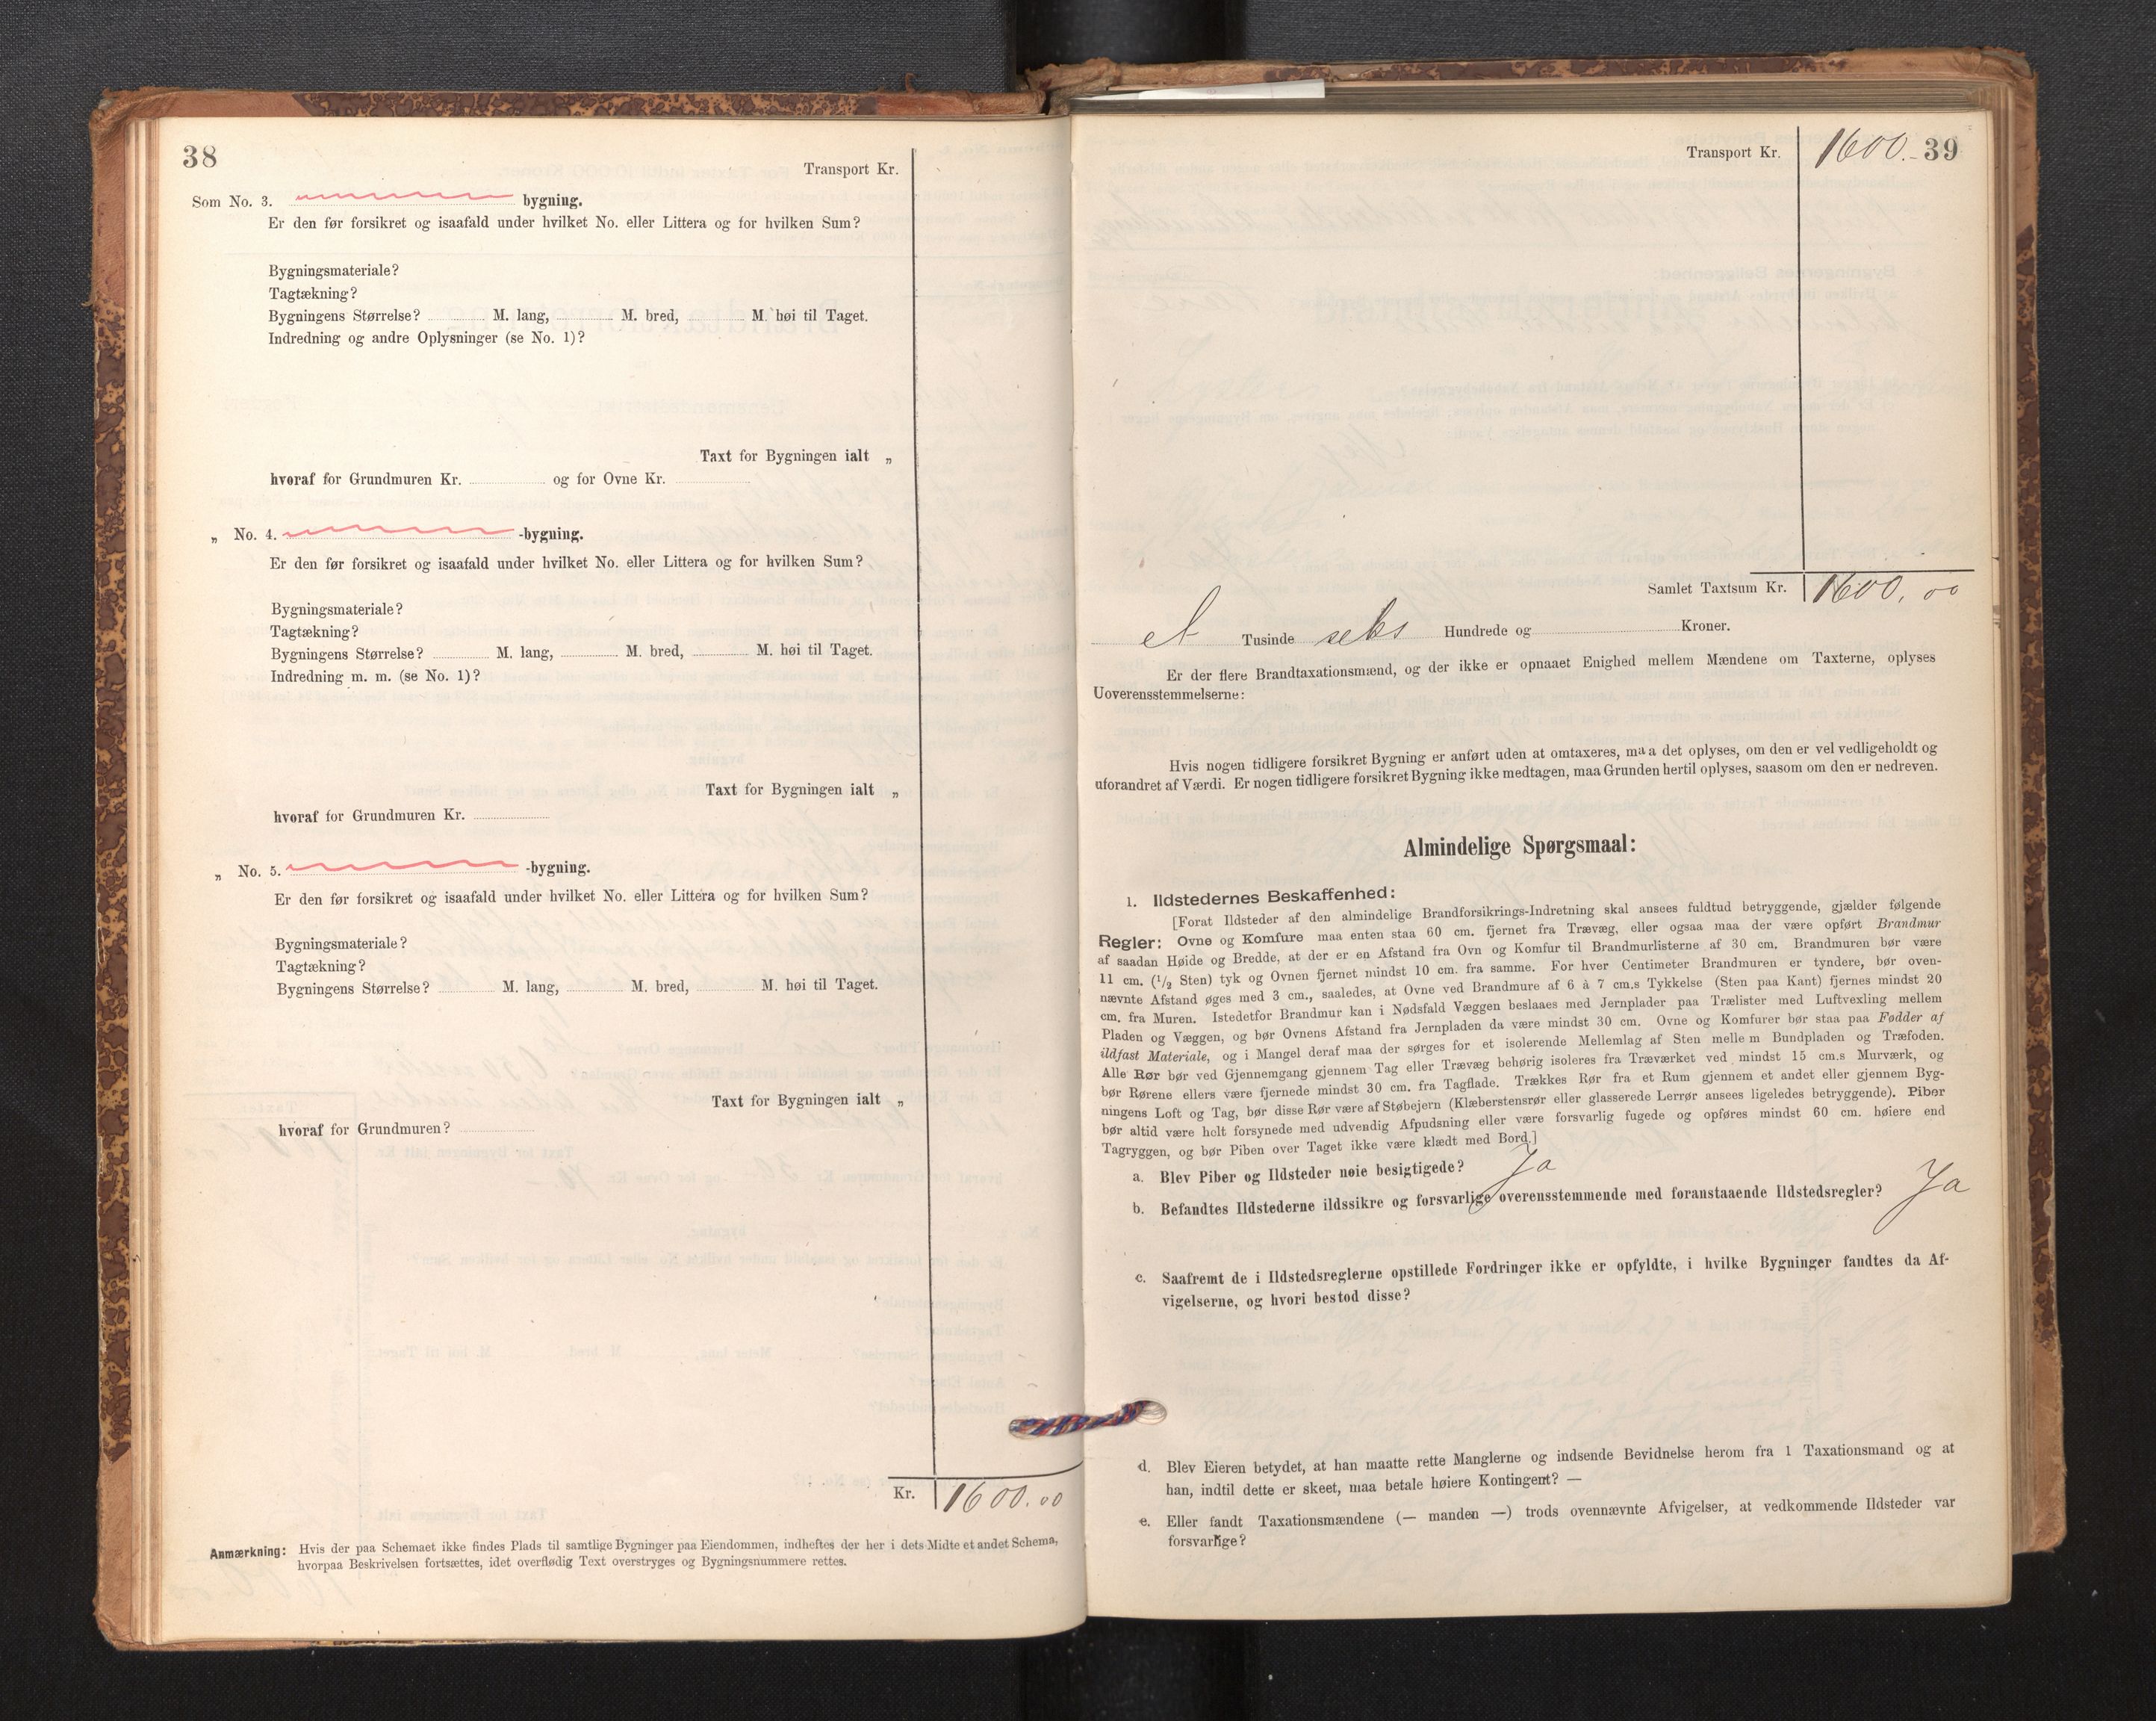 38
Transport Kr.
Som No. 3. bygning.
Er den før forsikret og isaafald under hvilket No. eller Littera og for hvilken Sum?
Bygningsmateriale?
Tagtækning?
Bygningens Størrelse? M. lang, M. bred, M. høi til Taget.
Indredning og andre Oplysninger (se No. 1)?
Taxt for Bygningen ialt „
hvoraf for Grundmuren Kr. og for Ovne Kr.
„ No. 4. -bygning.
Er den før forsikret og isaafald under hvilket No. eller Littera og for hvilken Sum?
Bygningsmateriale?
Tagtækning?
Bygningens Størrelse? M. lang, M. bred, M. høi til Taget.
Indredning m. m. (se No. 1)?
Taxt for Bygningen ialt „
hvoraf for Grundmuren Kr.
„ No. 5. -bygning.
Er den før forsikret og isaafald under hvilket No. eller Littera og for hvilken Sum?
Bygningsmateriale?
Tagtækning?
Bygningens Størrelse? M. lang, M. bred, M. høi til Taget.
Taxt for Bygningen ialt „
hvoraf for Grundmuren?
Kr. 1600.00
Anmærkning: Hvis der paa Schemaet ikke findes Plads til samtlige Bygninger paa Eiendommen, indheftes der her i dets Midte et andet Schema,
hvorpaa Beskrivelsen fortsættes, idet overflødig Text overstryges og Bygningsnummere rettes.
Transport Kr. 1600.- 39
Samlet Taxtsum Kr. 1600.00
et Tusinde seks Hundrede og Kroner.
Er der flere Brandtaxationsmænd, og der ikke er opnaaet Enighed mellem Mændene om Taxterne, oplyses
Uoverensstemmelserne:
Hvis nogen tidligere forsikret Bygning er anført uden at omtaxeres, maa det oplyses, om den er vel vedligeholdt og
uforandret af Værdi. Er nogen tidligere forsikret Bygning ikke medtagen, maa Grunden hertil oplyses, saasom om den er nedreven.
Almindelige Spørgsmaal:
1. Ildstedernes Beskaffenhed:
[Forat Ildsteder af den almindelige Brandforsikrings-Indretning skal ansees fuldtud betryggende, gjælder følgende
Regler: Ovne og Komfure maa enten staa 60 cm. fjernet fra Trævæg, eller ogsaa maa der være opført Brandmur
af saadan Høide og Bredde, at der er en Afstand fra Ovn og Komfur til Brandmurlisterne af 30 cm. Brandmuren bør være
11 cm. (1/2 Sten) tyk og Ovnen fjernet mindst 10 cm. fra samme. For hver Centimeter Brandmuren er tyndere, bør oven-
nævnte Afstand øges med 3 cm., saaledes, at Ovne ved Brandmure af 6 à 7 cm.s Tykkelse (Sten paa Kant) fjernes mindst 20
cm. fra Muren. Istedetfor Brandmur kan i Nødsfald Væggen beslaaes med Jernplader paa Trælister med Luftvexling mellem
Pladen og Væggen, og bør Ovnens Afstand fra Jernpladen da være mindst 30 cm. Ovne og Komfurer bør staa paa Fødder af
ildfast Materiale, og i Mangel deraf maa der sørges for et isolerende Mellemlag af Sten mellem Bundpladen og Træfoden.
Alle Rør bør ved Gjennemgang gjennem Tag eller Trævæg behørig isoleres fra Træværket ved mindst 15 cm.s Murværk, og
bør Rørene ellers være fjernede mindst 30 cm. fra Tagflade. Trækkes Rør fra et Rum gjennem et andet eller gjennem Byg-
ningens Loft og Tag, bør disse Rør være af Støbejern (Klæberstensrør eller glasserede Lerrør ansees ligeledes betryggende). Piber
bør altid være helt forsynede med udvendig Afpudsning eller være forsvarlig fugede og opføres mindst 60 cm. høiere end
Tagryggen, og bør Piben over Taget ikke være klædt med Bord.]
a. Blev Piber og Ildsteder nøie besigtigede? Ja
b. Befandtes Ildstederne ildssikre og forsvarlige overensstemmende med foranstaaende Ildstedsregler? Ja
c. Saafremt de i Ildstedsreglerne opstillede Fordringer ikke er opfyldte, i hvilke Bygninger fandtes da Af-
vigelserne, og hvori bestod disse?
d. Blev Eieren betydet, at han maatte rette Manglerne og indsende Bevidnelse herom fra 1 Taxationsmand og at
han, indtil dette er skeet, maa betale høiere Kontingent? —
e. Eller fandt Taxationsmændene (— manden —) trods ovennævnte Afvigelser, at vedkommende Ildsteder var
forsvarlige?